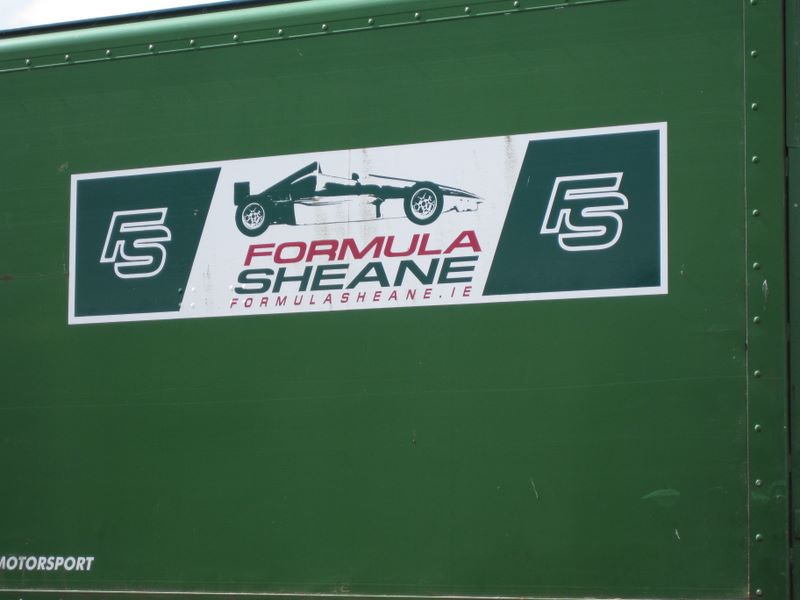 FS
FORMULA
SHEANE
FORMULASHEANE.IE
FS
MOTORSPORT